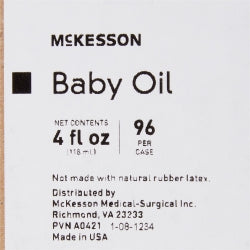 McKESSON
Baby Oil
NET CONTENTS
4 fl oz
(118 mL)
96
PER
CASE
Not made with natural rubber latex.
Distributed by
McKesson Medical-Surgical Inc.
Richmond, VA 23233
PVN A0421 1-08-1234
Made in USA